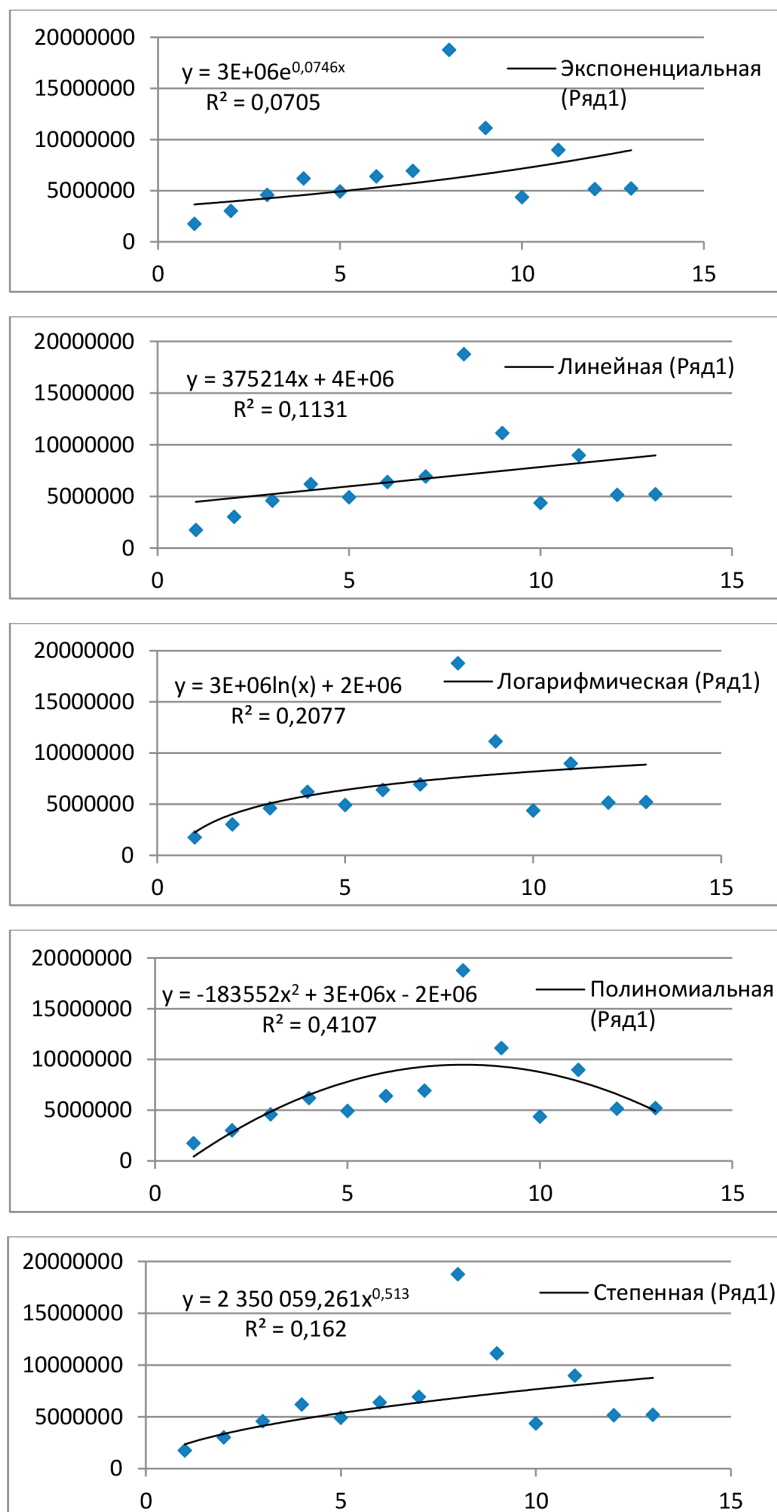 20000000
y = 3E+06e^0,0746x
Экспоненциальная
(Ряд1)
R² = 0,0705
15000000
10000000
5000000
0
0 5 10 15
20000000
Линейная (Ряд1)
y = 375214x + 4E+06
R² = 0,1131
15000000
10000000
5000000
0
0 5 10 15
20000000
y = 3E+06ln(x) + 2E+06
Логарифмическая (Ряд1)
R² = 0,2077
15000000
10000000
5000000
0
0 5 10 15
20000000
y = -183552x² + 3E+06x - 2E+06
Полиномиальная
(Ряд1)
R² = 0,4107
15000000
10000000
5000000
0
0 5 10 15
20000000
y = 2 350 059,261x^0,513
Степенная (Ряд1)
R² = 0,162
15000000
10000000
5000000
0
0 5 10 15